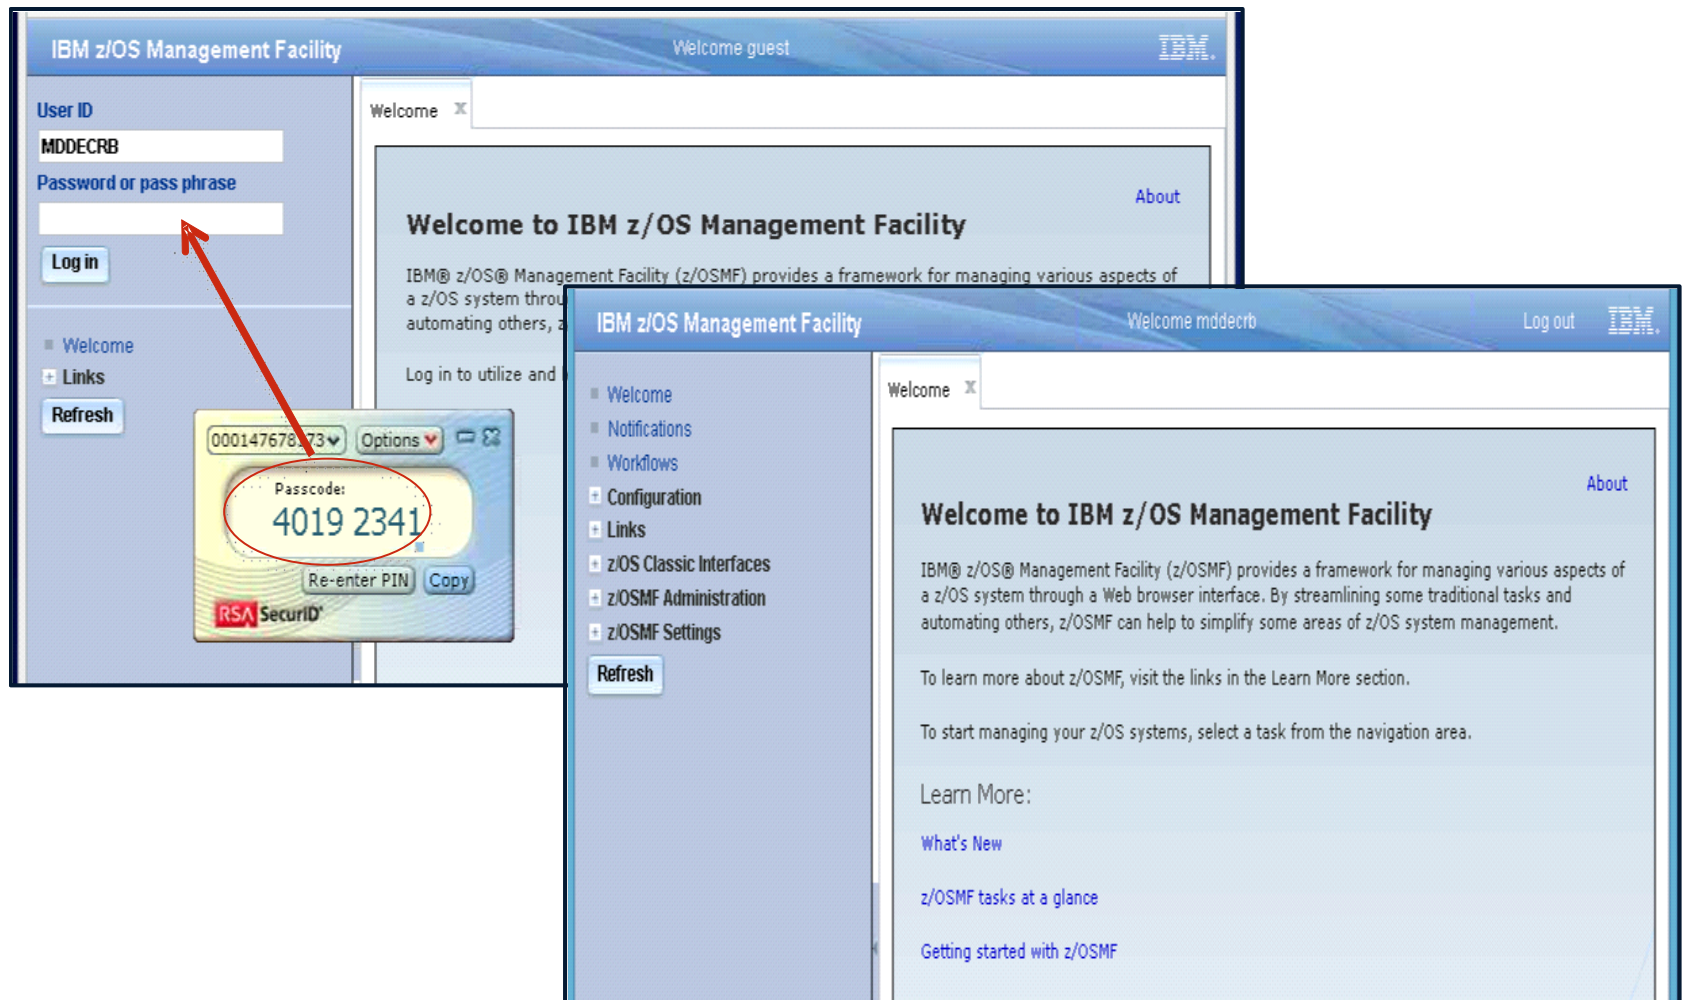 IBM z/OS Management Facility
Welcome guest
IBM.
User ID
MDDECRB
Password or pass phrase
Log in
Welcome
Links
Refresh
Welcome X
About
Welcome to IBM z/OS Management Facility
IBM® z/OS® Management Facility (z/OSMF) provides a framework for managing various aspects of
a z/OS system throu
automating others, z
Log in to utilize and
Options
Passcode:
4019 2341
Re-enter PIN
Copy
RSA SecurID
IBM z/OS Management Facility
Welcome mddecrb
Log out
IBM.
Welcome
Notifications
Workflows
Configuration
Links
z/OS Classic Interfaces
z/OSMF Administration
z/OSMF Settings
Refresh
Welcome X
About
Welcome to IBM z/OS Management Facility
IBM® z/OS® Management Facility (z/OSMF) provides a framework for managing various aspects of
a z/OS system through a Web browser interface. By streamlining some traditional tasks and
automating others, z/OSMF can help to simplify some areas of z/OS system management.
To learn more about z/OSMF, visit the links in the Learn More section.
To start managing your z/OS systems, select a task from the navigation area.
Learn More:
What's New
z/OSMF tasks at a glance
Getting started with z/OSMF